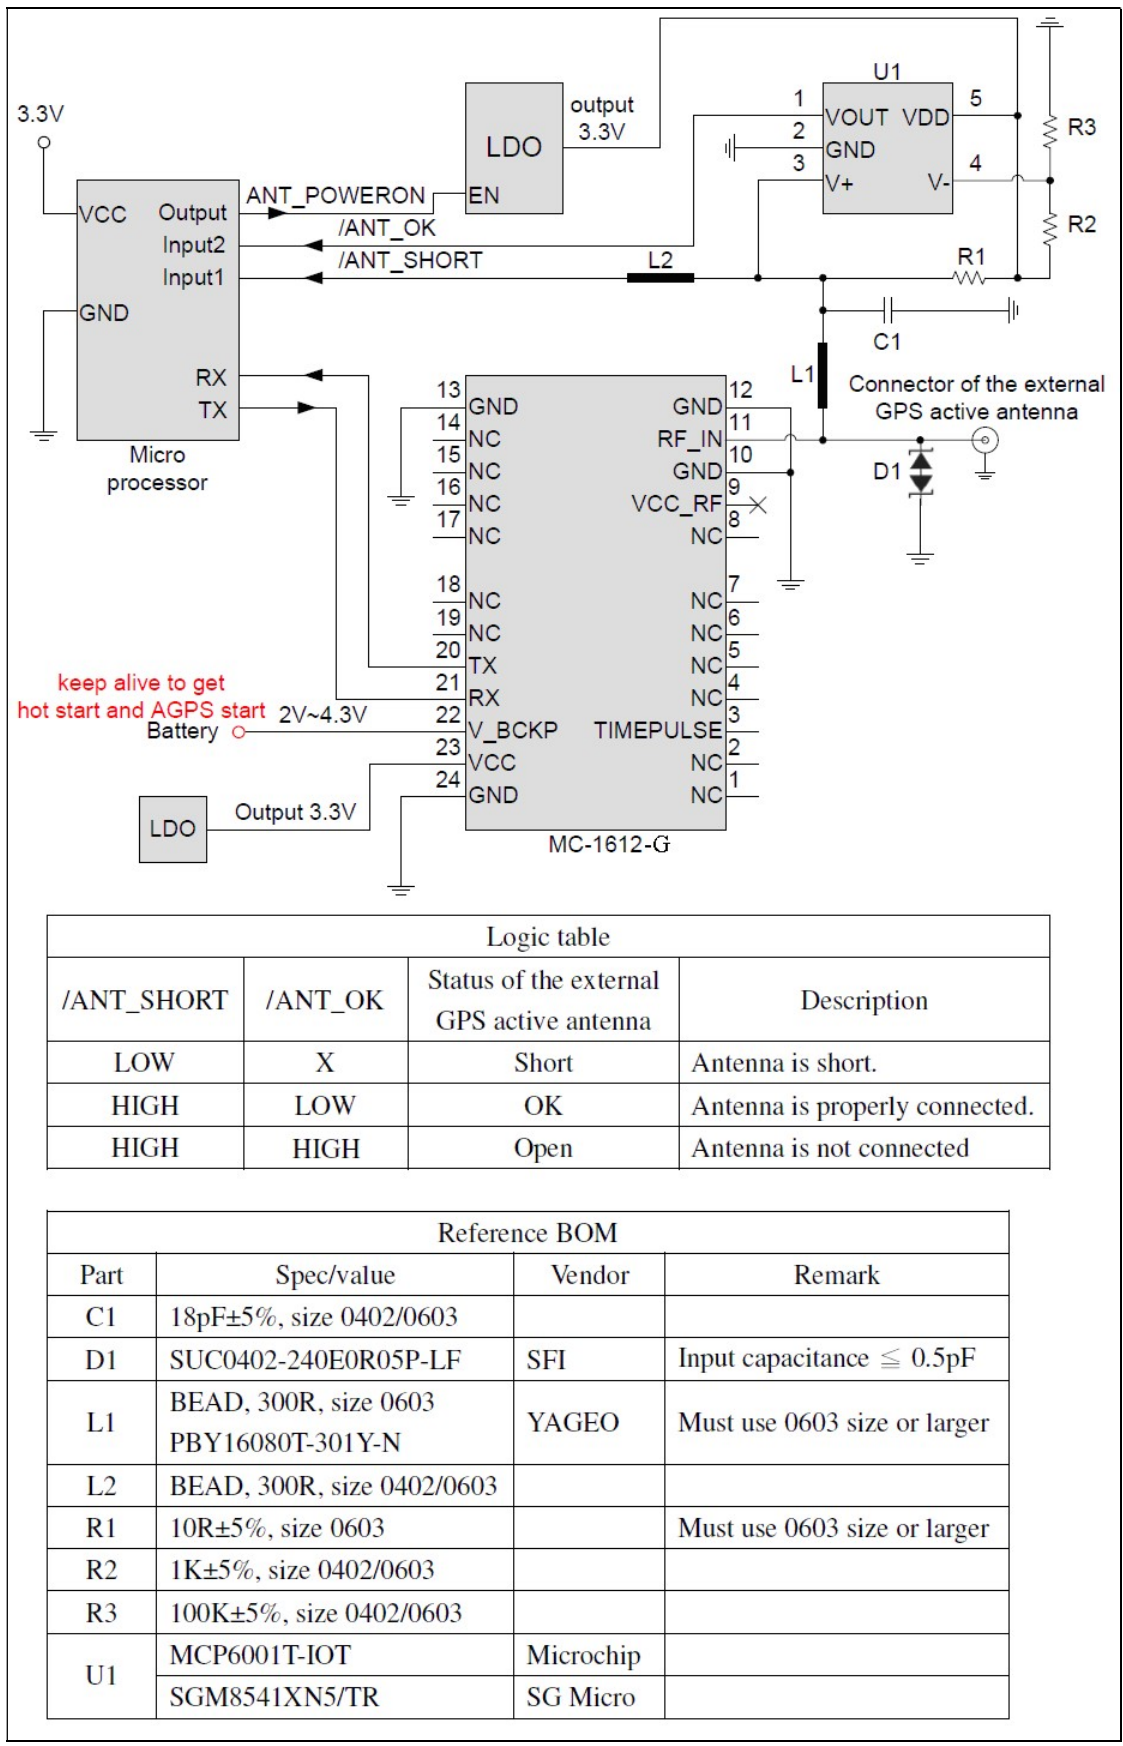 U1
output
3.3V
LDO
EN
1
2
3
VOUT VDD
GND
V+
V-
5
4
R3
R2
3.3V
VCC
GND
Output
Input2
Input1
RX
TX
Micro
processor
ANT_POWERON
/ANT_OK
/ANT_SHORT
L2
R1
C1
L1
Connector of the external
GPS active antenna
D1
13
14
15
16
17
18
19
20
21
22
23
24
GND
NC
NC
NC
NC
NC
NC
TX
RX
V_BCKP
VCC
GND
12
11
10
9
8
7
6
5
4
3
2
1
GND
RF_IN
GND
VCC_RF
NC
NC
NC
NC
NC
TIMEPULSE
NC
NC
MC-1612-G
keep alive to get
hot start and AGPS start
Battery
2V~4.3V
LDO
Output 3.3V
Logic table
/ANT_SHORT /ANT_OK Status of the external GPS active antenna Description
LOW X Short Antenna is short.
HIGH LOW OK Antenna is properly connected.
HIGH HIGH Open Antenna is not connected
Reference BOM
Part Spec/value Vendor Remark
C1 18pF±5%, size 0402/0603
D1 SUC0402-240E0R05P-LF SFI Input capacitance ≦ 0.5pF
L1 BEAD, 300R, size 0603 PBY16080T-301Y-N YAGEO Must use 0603 size or larger
L2 BEAD, 300R, size 0402/0603
R1 10R±5%, size 0603 Must use 0603 size or larger
R2 1K±5%, size 0402/0603
R3 100K±5%, size 0402/0603
U1 MCP6001T-IOT Microchip
SGM8541XN5/TR SG Micro